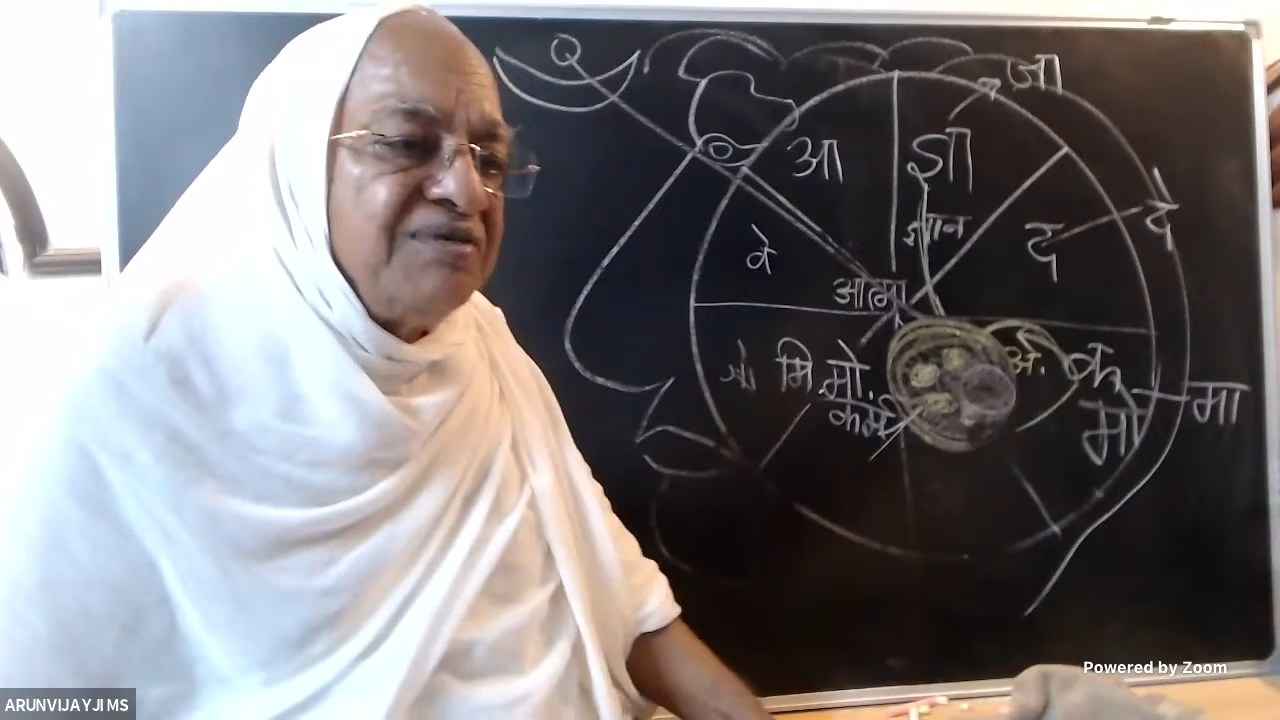 जा
आ
ज्ञा
ज्ञान
द
दे
वे
आत्मा
मि.
मो.
कर्म
अं.
क
मो
मा
Powered by Zoom
ARUNVIJAYJI MS